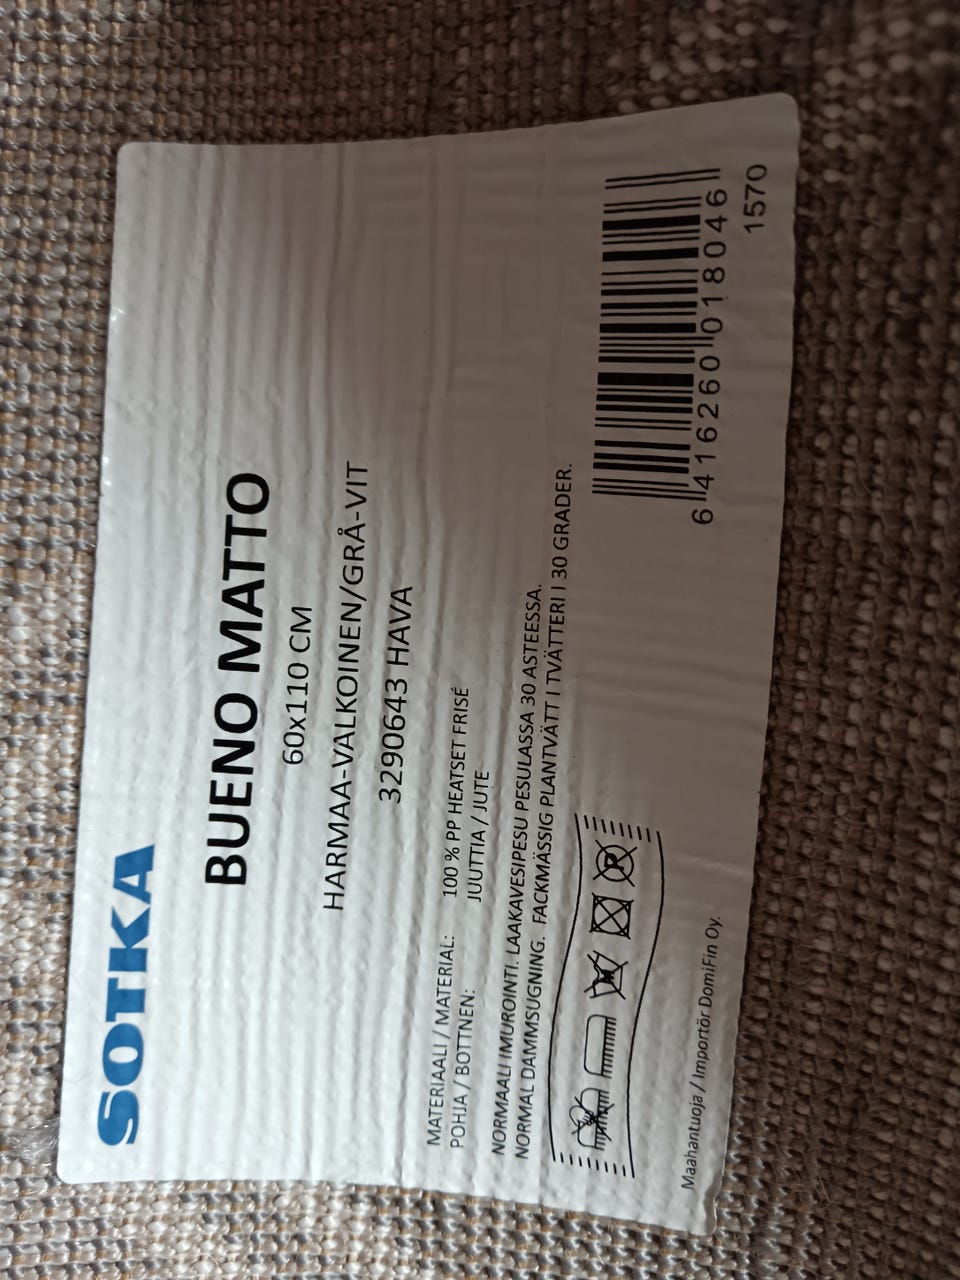 SOTKA
BUENO MATTO
60x110 CM
HARMAA-VALKOINEN/GRÅ-VIT
3290643 HAVA
MATERIAALI / MATERIAL: 100 % PP HEATSET FRISÉ
POHJA / BOTTNEN: JUUTTIA / JUTE
NORMAALI IMUROINTI. LAAKAVESIPESU PESULASSA 30 ASTEESSA.
NORMAL DAMMSUGNING. FACKMÄSSIG PLANTVÄTT I TVÄTTERI I 30 GRADER.
P
6 416260 018046
1570
Maahantuoja / Importör DomiFin Oy.